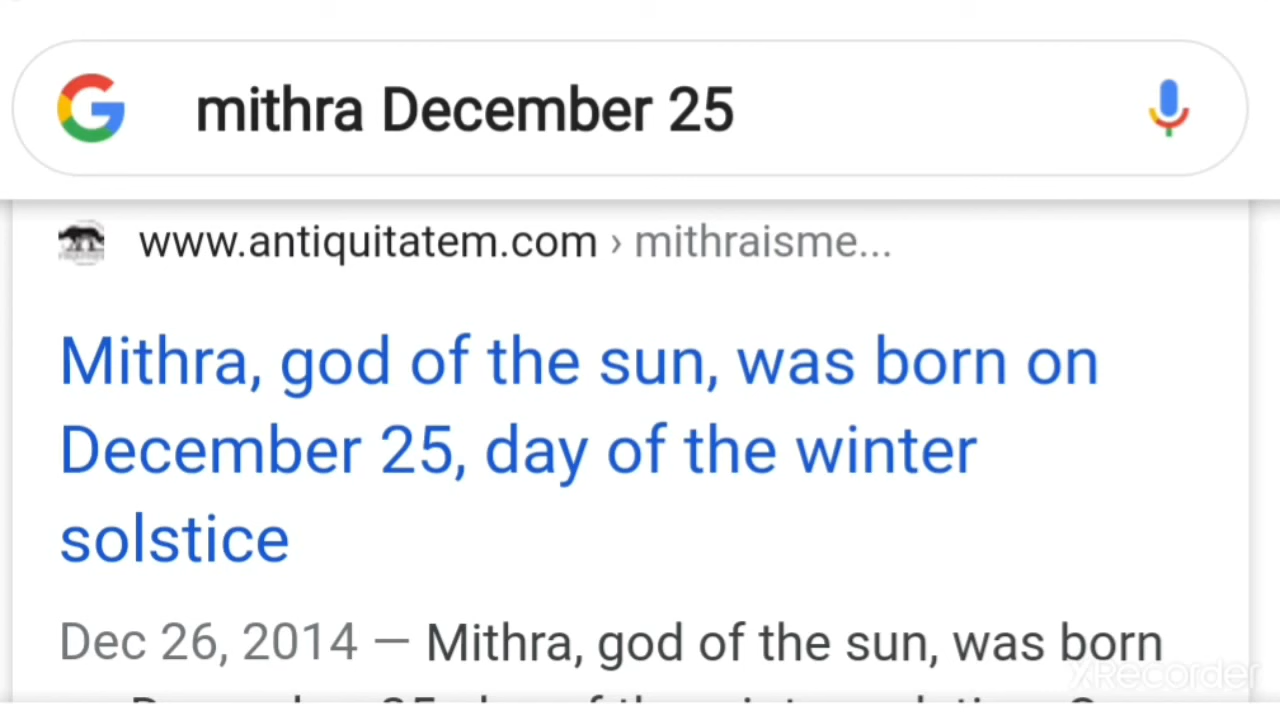 mithra December 25
www.antiquitatem.com › mithraisme...
Mithra, god of the sun, was born on
December 25, day of the winter
solstice
Dec 26, 2014 — Mithra, god of the sun, was born
XRecorder